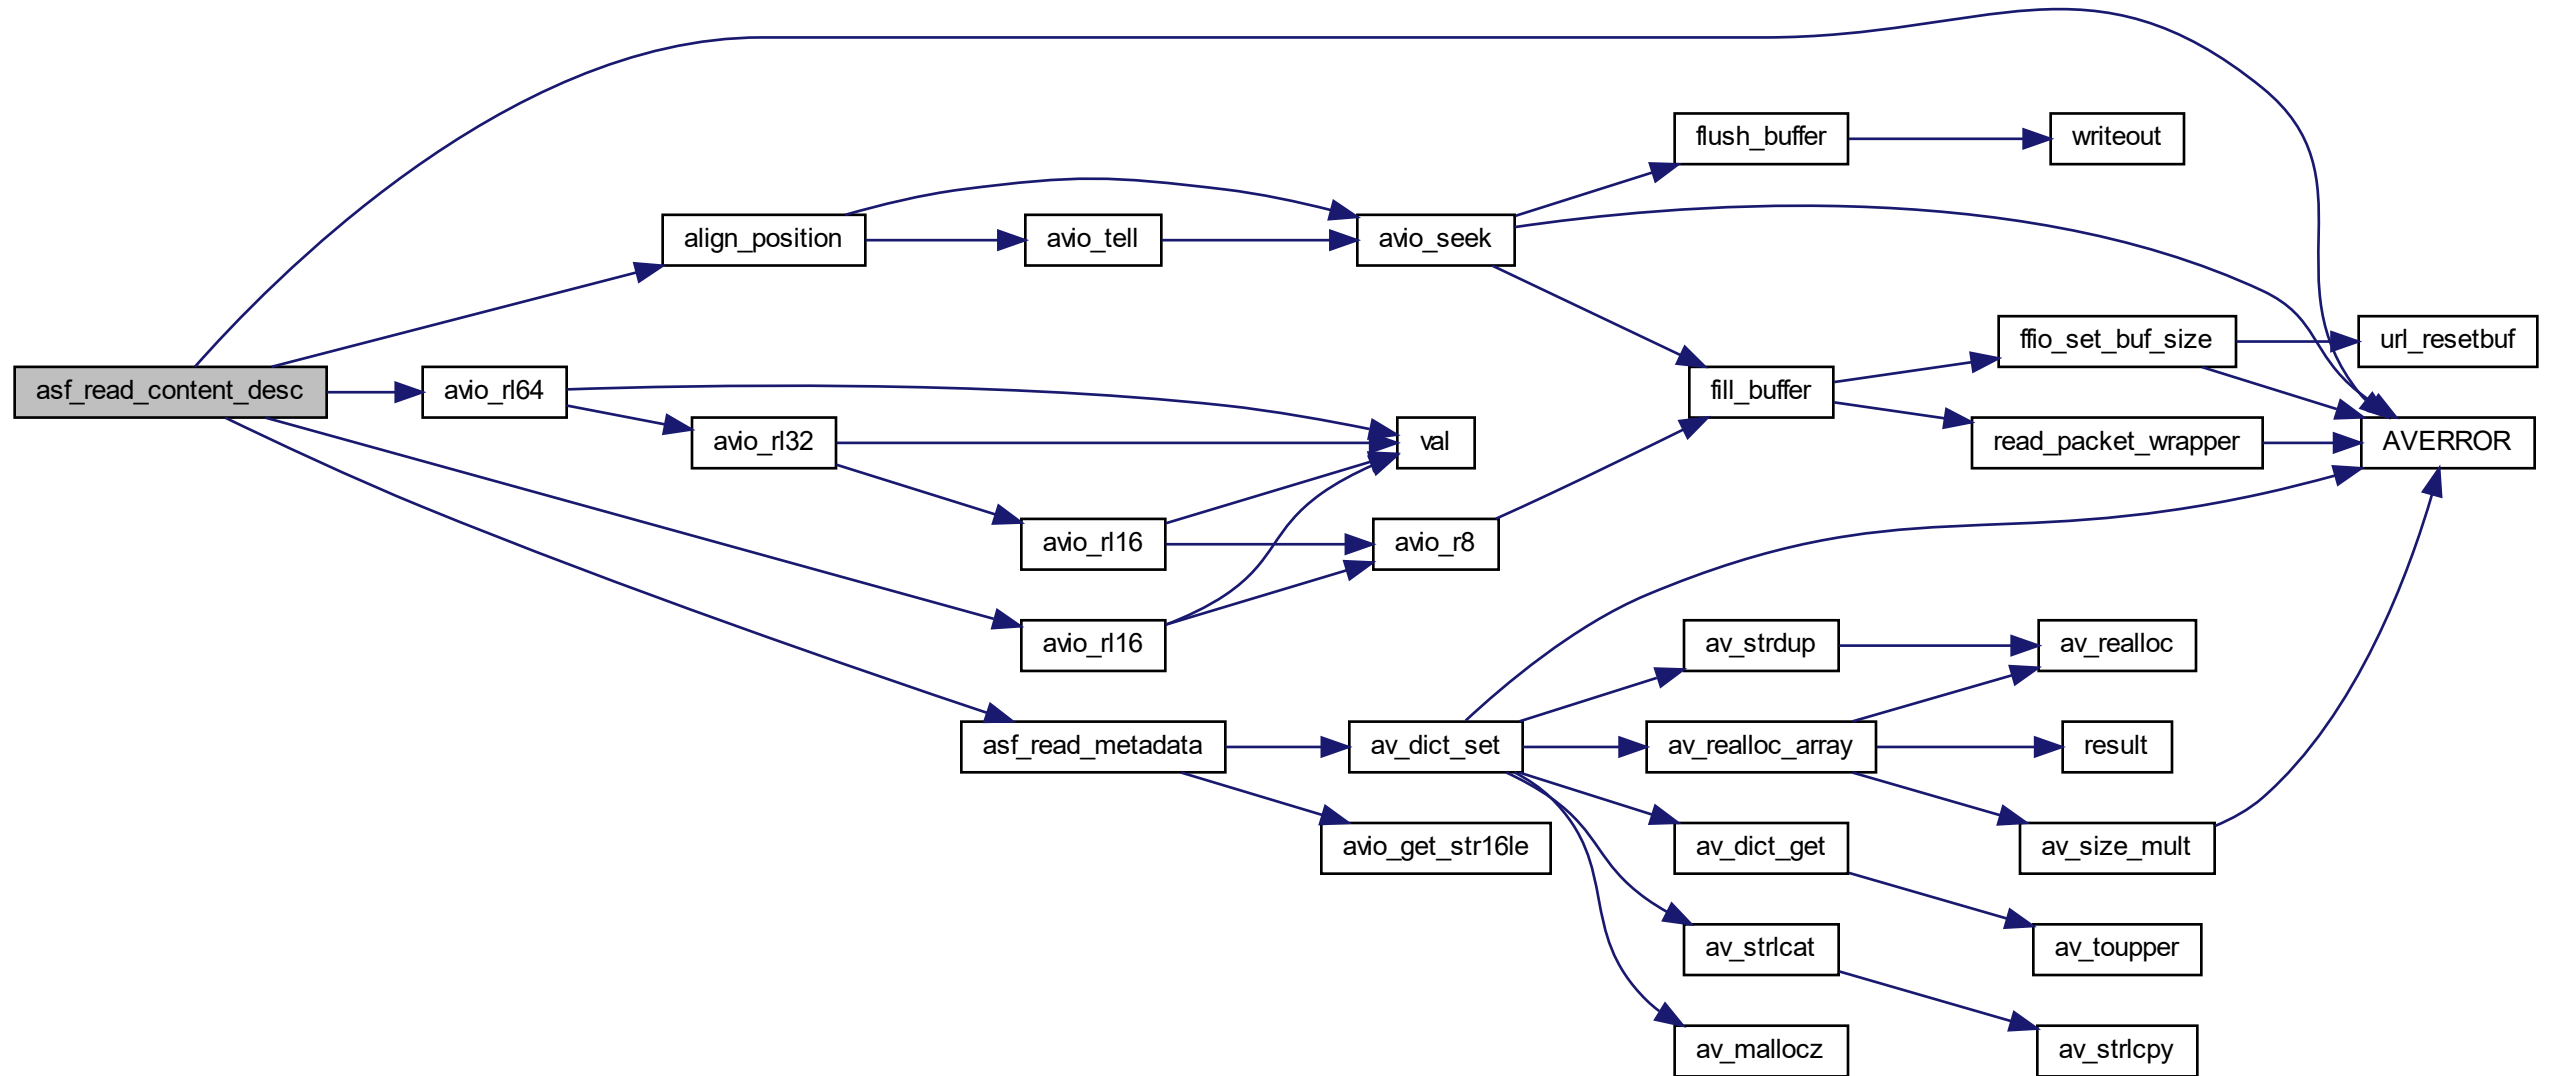 flush_buffer
writeout
align_position
avio_tell
avio_seek
ffio_set_buf_size
url_resetbuf
asf_read_content_desc
avio_rl64
fill_buffer
avio_rl32
val
read_packet_wrapper
AVERROR
avio_rl16
avio_r8
avio_rl16
av_strdup
av_realloc
asf_read_metadata
av_dict_set
av_realloc_array
result
avio_get_str16le
av_dict_get
av_size_mult
av_strlcat
av_toupper
av_mallocz
av_strlcpy